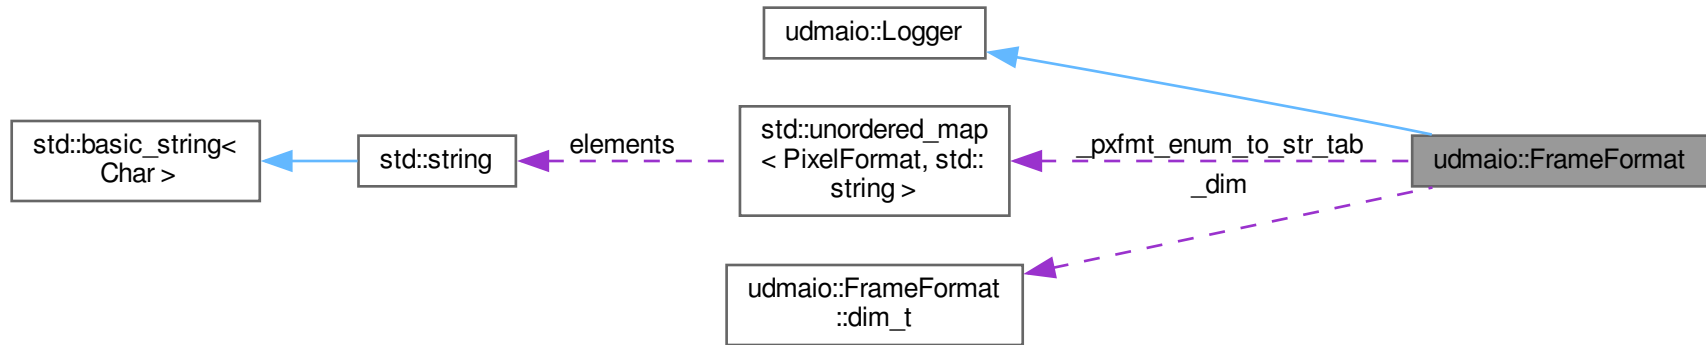 udmaio::Logger
std::basic_string<
Char >
std::string
elements
std::unordered_map
< PixelFormat, std::
string >
_pxfmt_enum_to_str_tab
_dim
udmaio::FrameFormat
udmaio::FrameFormat
::dim_t